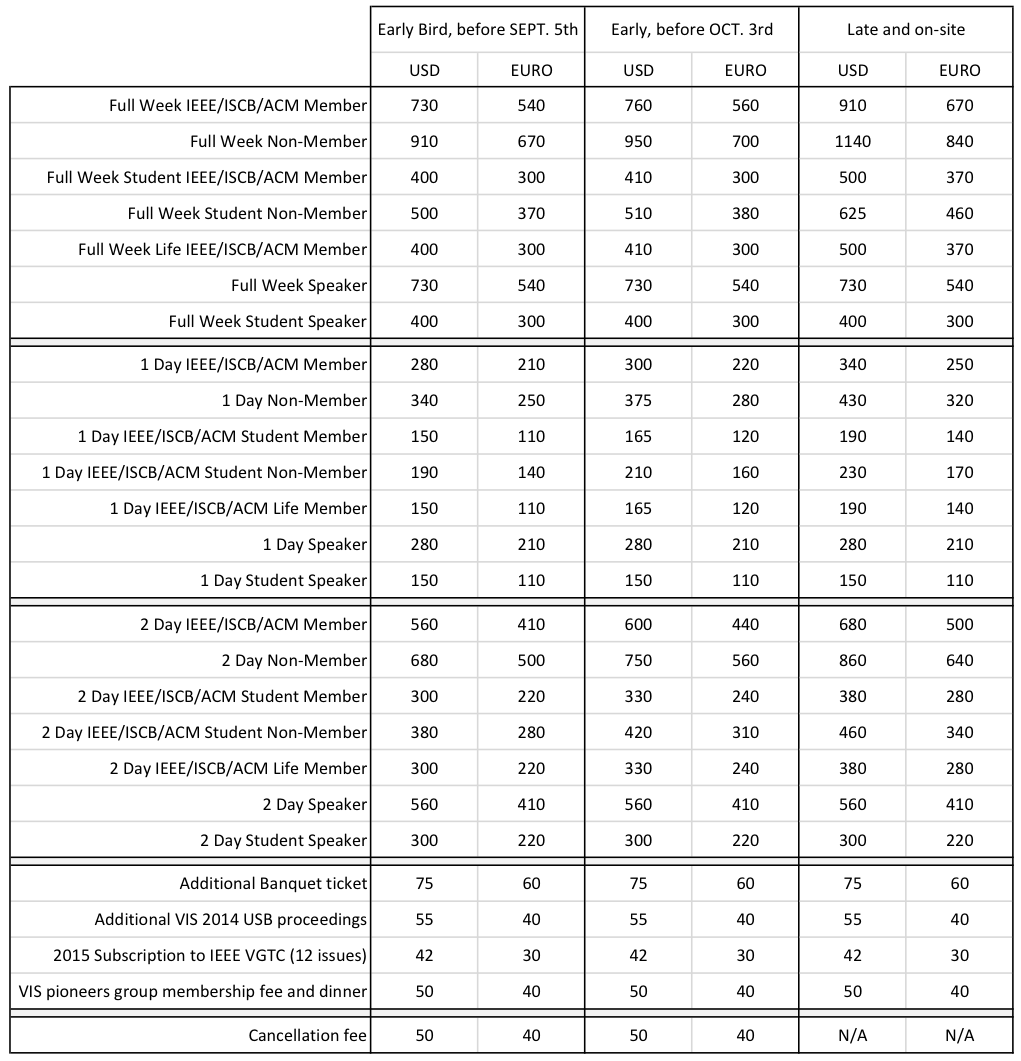 Early Bird, before SEPT. 5th Early, before OCT. 3rd Late and on-site
USD EURO USD EURO USD EURO
Full Week IEEE/ISCB/ACM Member 730 540 760 560 910 670
Full Week Non-Member 910 670 950 700 1140 840
Full Week Student IEEE/ISCB/ACM Member 400 300 410 300 500 370
Full Week Student Non-Member 500 370 510 380 625 460
Full Week Life IEEE/ISCB/ACM Member 400 300 410 300 500 370
Full Week Speaker 730 540 730 540 730 540
Full Week Student Speaker 400 300 400 300 400 300
1 Day IEEE/ISCB/ACM Member 280 210 300 220 340 250
1 Day Non-Member 340 250 375 280 430 320
1 Day IEEE/ISCB/ACM Student Member 150 110 165 120 190 140
1 Day IEEE/ISCB/ACM Student Non-Member 190 140 210 160 230 170
1 Day IEEE/ISCB/ACM Life Member 150 110 165 120 190 140
1 Day Speaker 280 210 280 210 280 210
1 Day Student Speaker 150 110 150 110 150 110
2 Day IEEE/ISCB/ACM Member 560 410 600 440 680 500
2 Day Non-Member 680 500 750 560 860 640
2 Day IEEE/ISCB/ACM Student Member 300 220 330 240 380 280
2 Day IEEE/ISCB/ACM Student Non-Member 380 280 420 310 460 340
2 Day IEEE/ISCB/ACM Life Member 300 220 330 240 380 280
2 Day Speaker 560 410 560 410 560 410
2 Day Student Speaker 300 220 300 220 300 220
Additional Banquet ticket 75 60 75 60 75 60
Additional VIS 2014 USB proceedings 55 40 55 40 55 40
2015 Subscription to IEEE VGTC (12 issues) 42 30 42 30 42 30
VIS pioneers group membership fee and dinner 50 40 50 40 50 40
Cancellation fee 50 40 50 40 N/A N/A